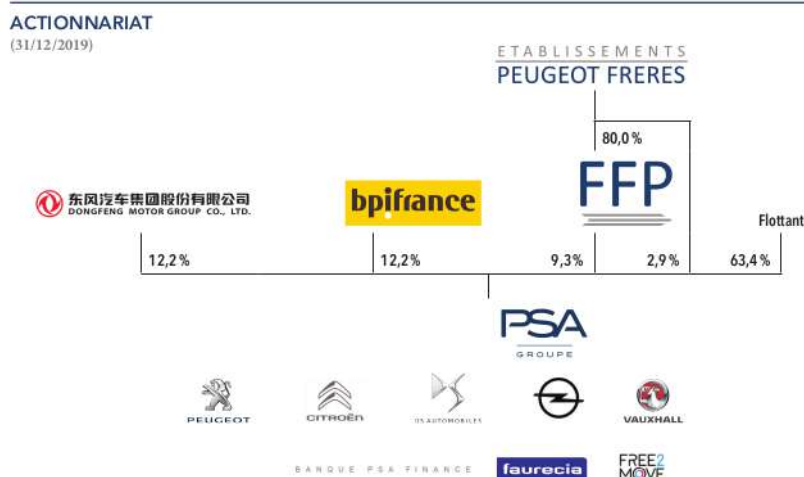 ACTIONNARIAT
(31/12/2019)
ETABLISSEMENTS
PEUGEOT FRERES
80,0 %
FFP
东风汽车集团股份有限公司
DONGFENG MOTOR GROUP CO., LTD.
bpifrance
Flottant
12,2 %
12,2 %
9,3 %
2,9 %
63,4 %
PSA
GROUPE
PEUGEOT
CITROËN
DS AUTOMOBILES
VAUXHALL
BANQUE PSA FINANCE
faurecia
FREE2
MOVE